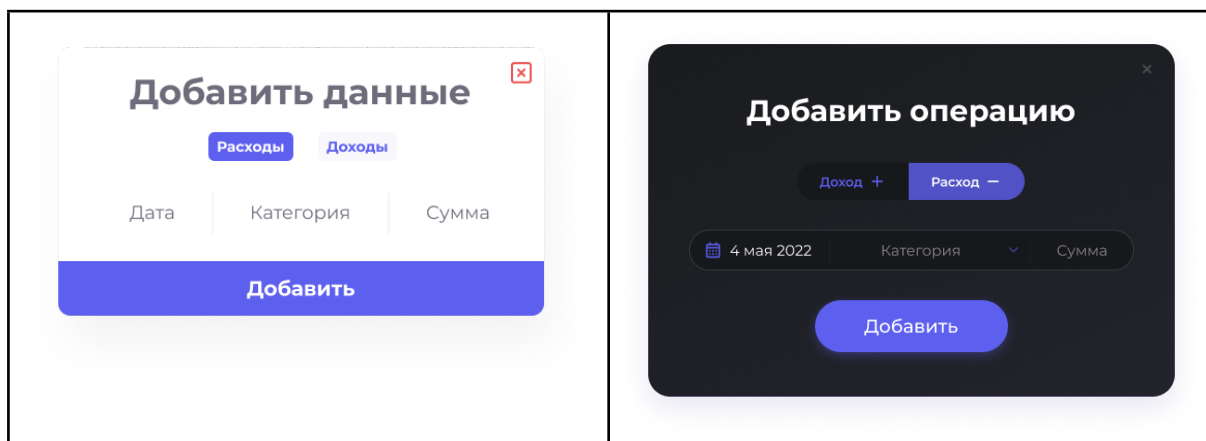 Добавить данные
Расходы Доходы
Дата Категория Сумма
Добавить
Добавить операцию
Доход + Расход −
4 мая 2022 Категория Сумма
Добавить